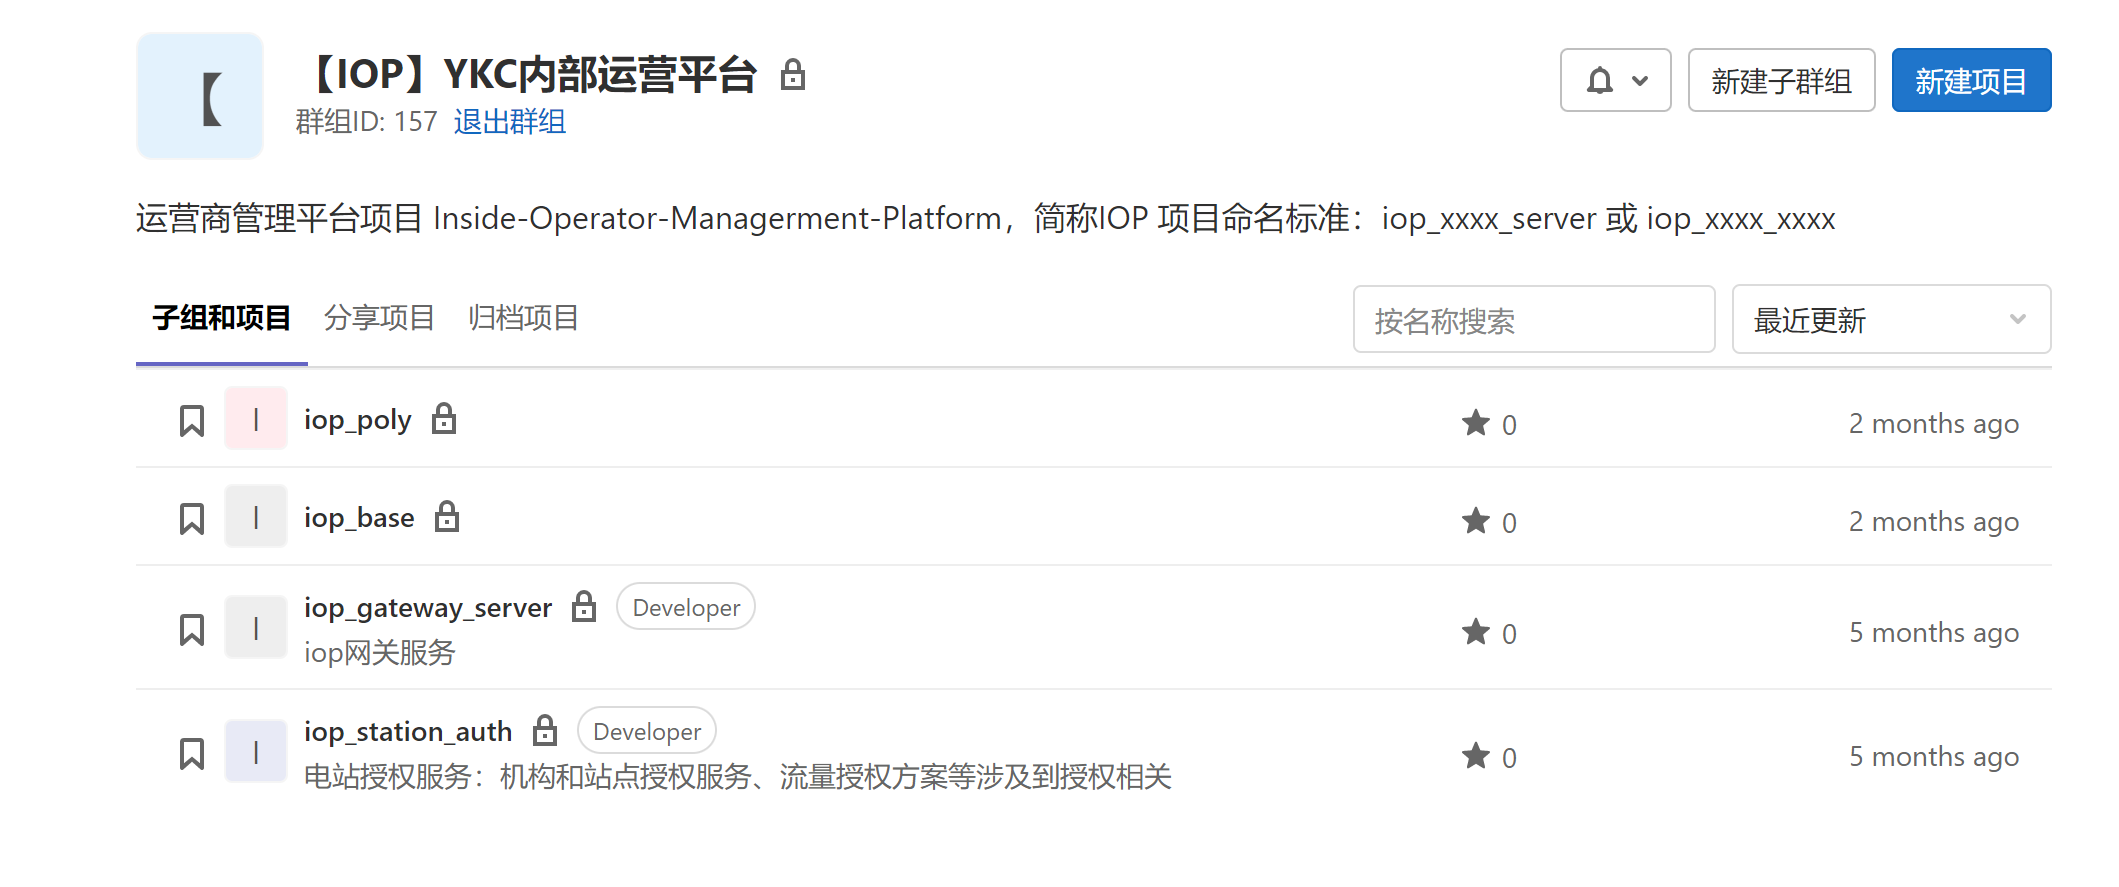 【
【IOP】YKC内部运营平台
群组ID: 157 退出群组
新建子群组
新建项目
运营商管理平台项目 Inside-Operator-Managerment-Platform，简称IOP 项目命名标准：iop_xxxx_server 或 iop_xxxx_xxxx
子组和项目 分享项目 归档项目
按名称搜索
最近更新
I iop_poly 0 2 months ago
I iop_base 0 2 months ago
I iop_gateway_server Developer 0 5 months ago
iop网关服务
I iop_station_auth Developer 0 5 months ago
电站授权服务：机构和站点授权服务、流量授权方案等涉及到授权相关